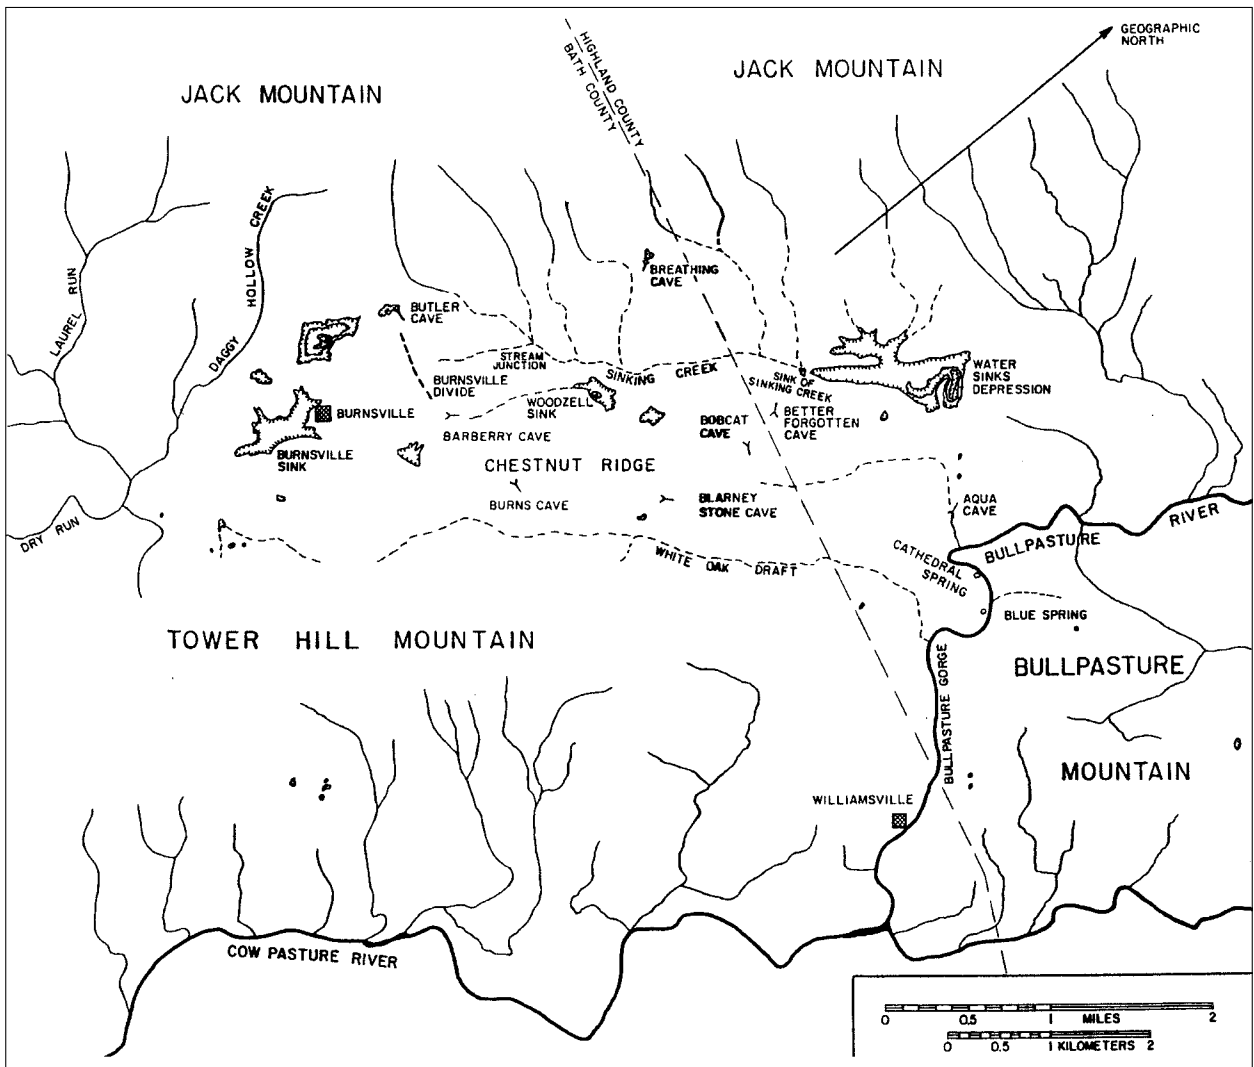 GEOGRAPHIC
NORTH
JACK MOUNTAIN
JACK MOUNTAIN
HIGHLAND COUNTY
BATH COUNTY
LAUREL RUN
DAGGY HOLLOW CREEK
BREATHING
CAVE
BUTLER
CAVE
STREAM
JUNCTION
BURNSVILLE
DIVIDE
SINKING CREEK
SINK OF
SINKING CREEK
WATER
SINKS
DEPRESSION
WOODZELL
SINK
BURNSVILLE
BARBERRY CAVE
BOBCAT
CAVE
BETTER
FORGOTTEN
CAVE
BURNSVILLE
SINK
CHESTNUT RIDGE
BURNS CAVE
BLARNEY
STONE CAVE
AQUA
CAVE
DRY RUN
BULLPASTURE RIVER
CATHEDRAL
SPRING
WHITE OAK DRAFT
BLUE SPRING
TOWER HILL MOUNTAIN
BULLPASTURE
MOUNTAIN
BULLPASTURE GORGE
WILLIAMSVILLE
COW PASTURE RIVER
0 0.5 1 MILES 2
0 0.5 1 KILOMETERS 2